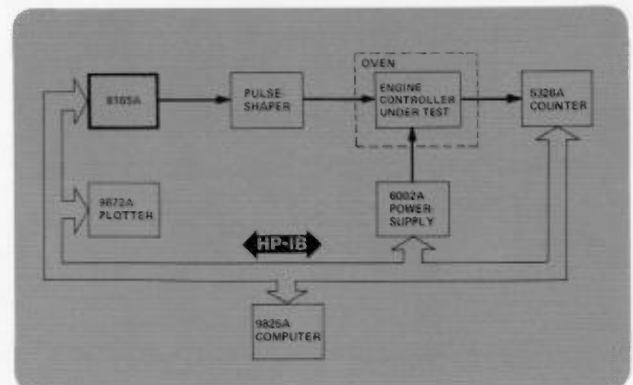 OVEN
8165A
PULSE-
SHAPER
ENGINE
CONTROLLER
UNDER TEST
5328A
COUNTER
9872A
PLOTTER
6002A
POWER-
SUPPLY
HP-IB
9825A
COMPUTER